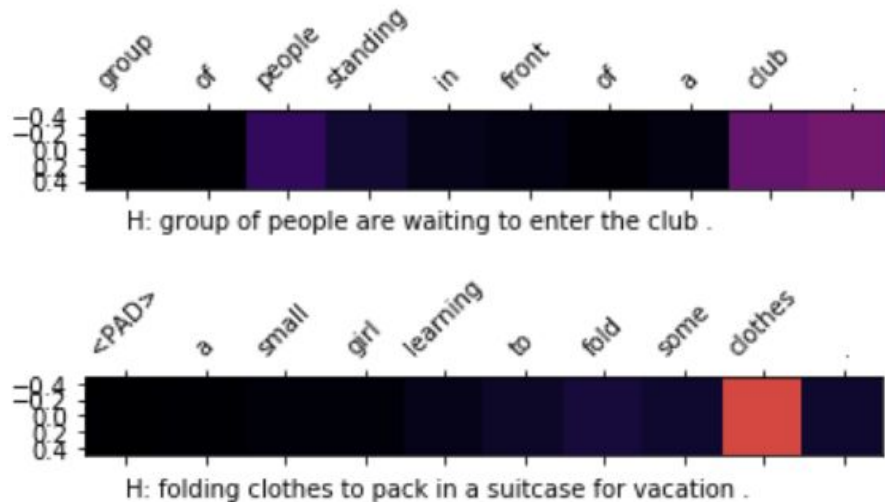 group of people standing in front of a club .
−0.4
−0.2
0.0
0.2
0.4
H: group of people are waiting to enter the club .
<PAD> a small girl learning to fold some clothes .
−0.4
−0.2
0.0
0.2
0.4
H: folding clothes to pack in a suitcase for vacation .